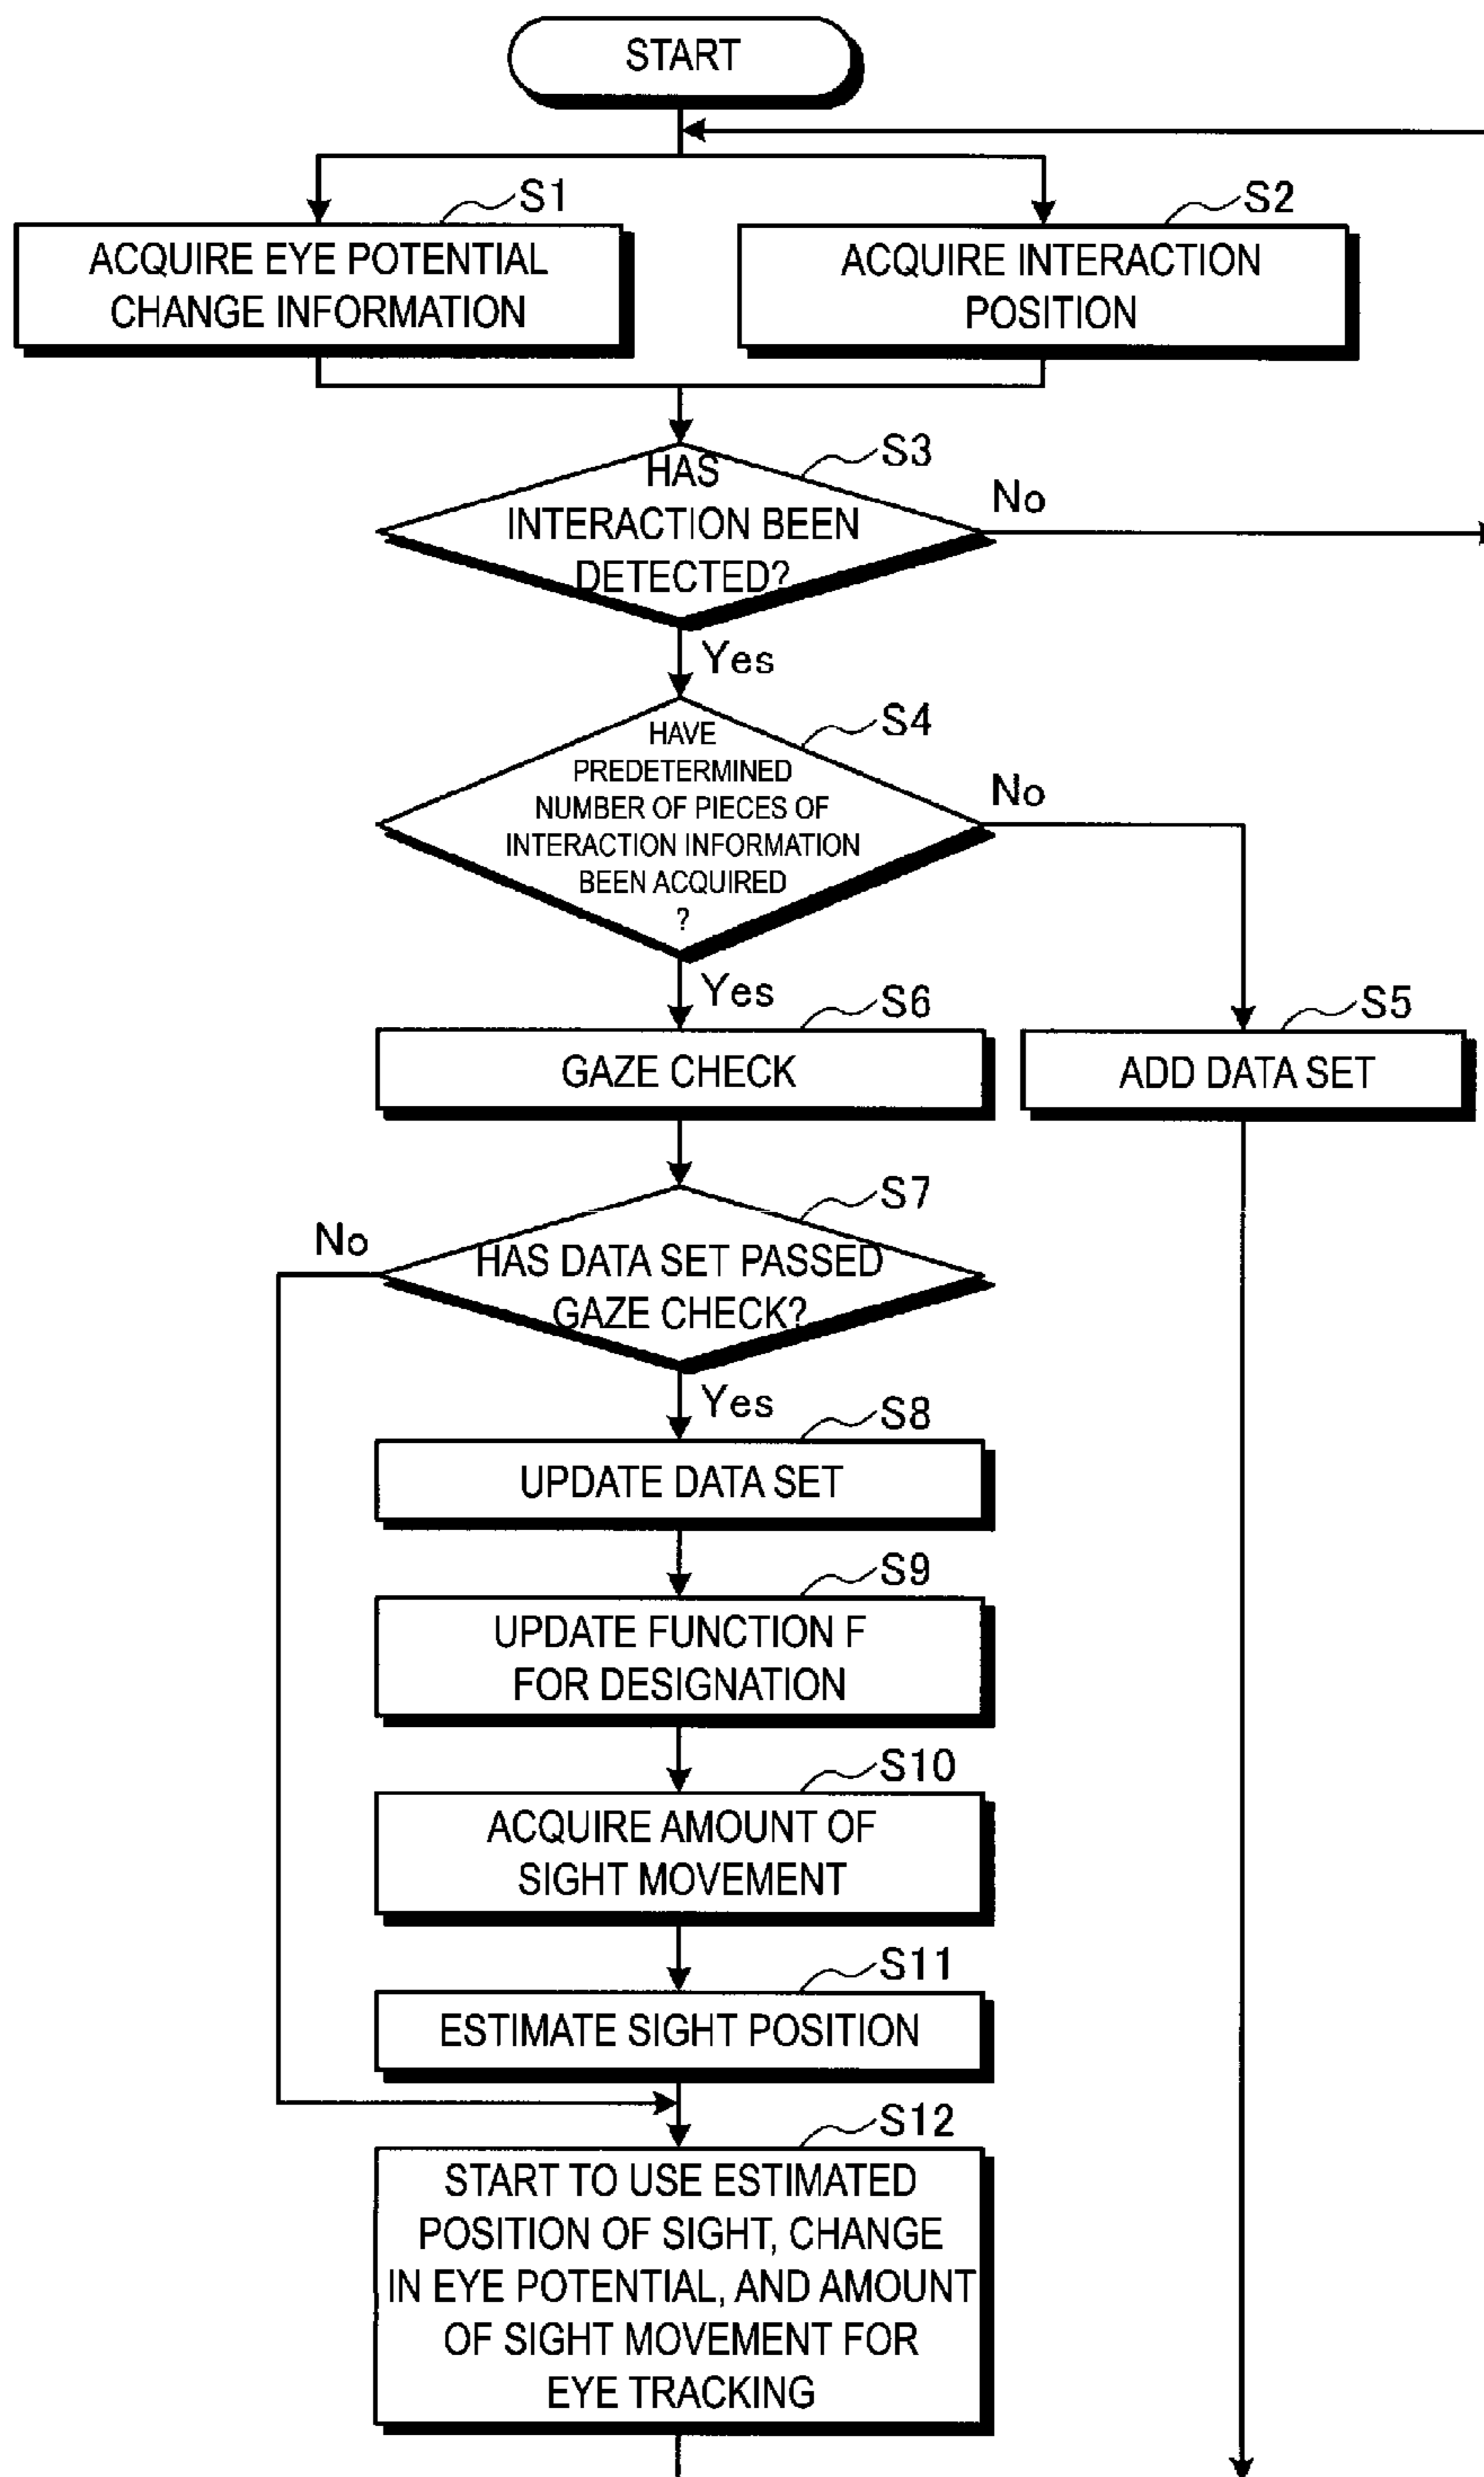 START
S1
ACQUIRE EYE POTENTIAL
CHANGE INFORMATION
S2
ACQUIRE INTERACTION
POSITION
S3
HAS
INTERACTION BEEN
DETECTED?
No
Yes
S4
HAVE
PREDETERMINED
NUMBER OF PIECES OF
INTERACTION INFORMATION
BEEN ACQUIRED
?
No
Yes
S6
GAZE CHECK
S5
ADD DATA SET
S7
No
HAS DATA SET PASSED
GAZE CHECK?
Yes
S8
UPDATE DATA SET
S9
UPDATE FUNCTION F
FOR DESIGNATION
S10
ACQUIRE AMOUNT OF
SIGHT MOVEMENT
S11
ESTIMATE SIGHT POSITION
S12
START TO USE ESTIMATED
POSITION OF SIGHT, CHANGE
IN EYE POTENTIAL, AND AMOUNT
OF SIGHT MOVEMENT FOR
EYE TRACKING